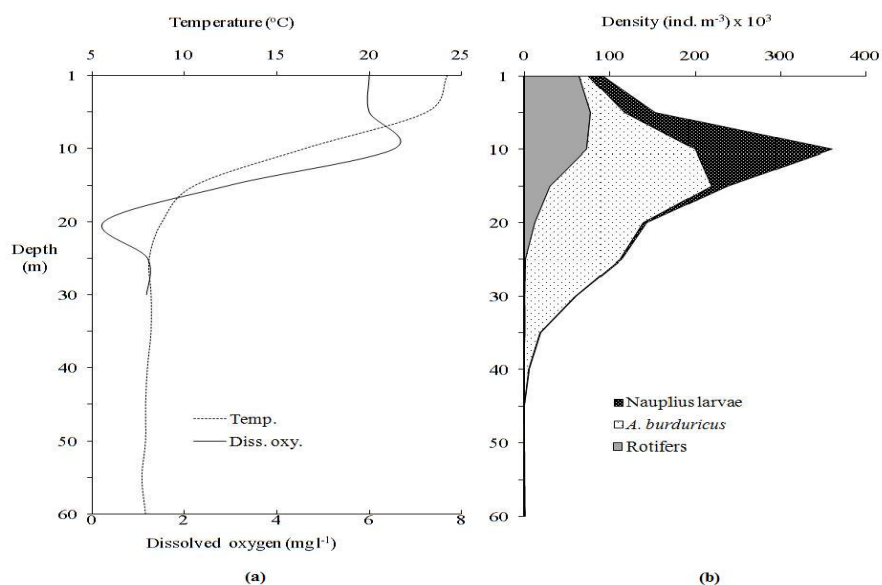 Temperature (°C)
5 10 15 20 25
1
10
20
30
40
50
60
Depth
(m)
Temp.
Diss. oxy.
0 2 4 6 8
Dissolved oxygen (mg l⁻¹)
(a)
Density (ind. m⁻³) x 10³
0 100 200 300 400
1
10
20
30
40
50
60
Nauplius larvae
A. burduricus
Rotifers
(b)